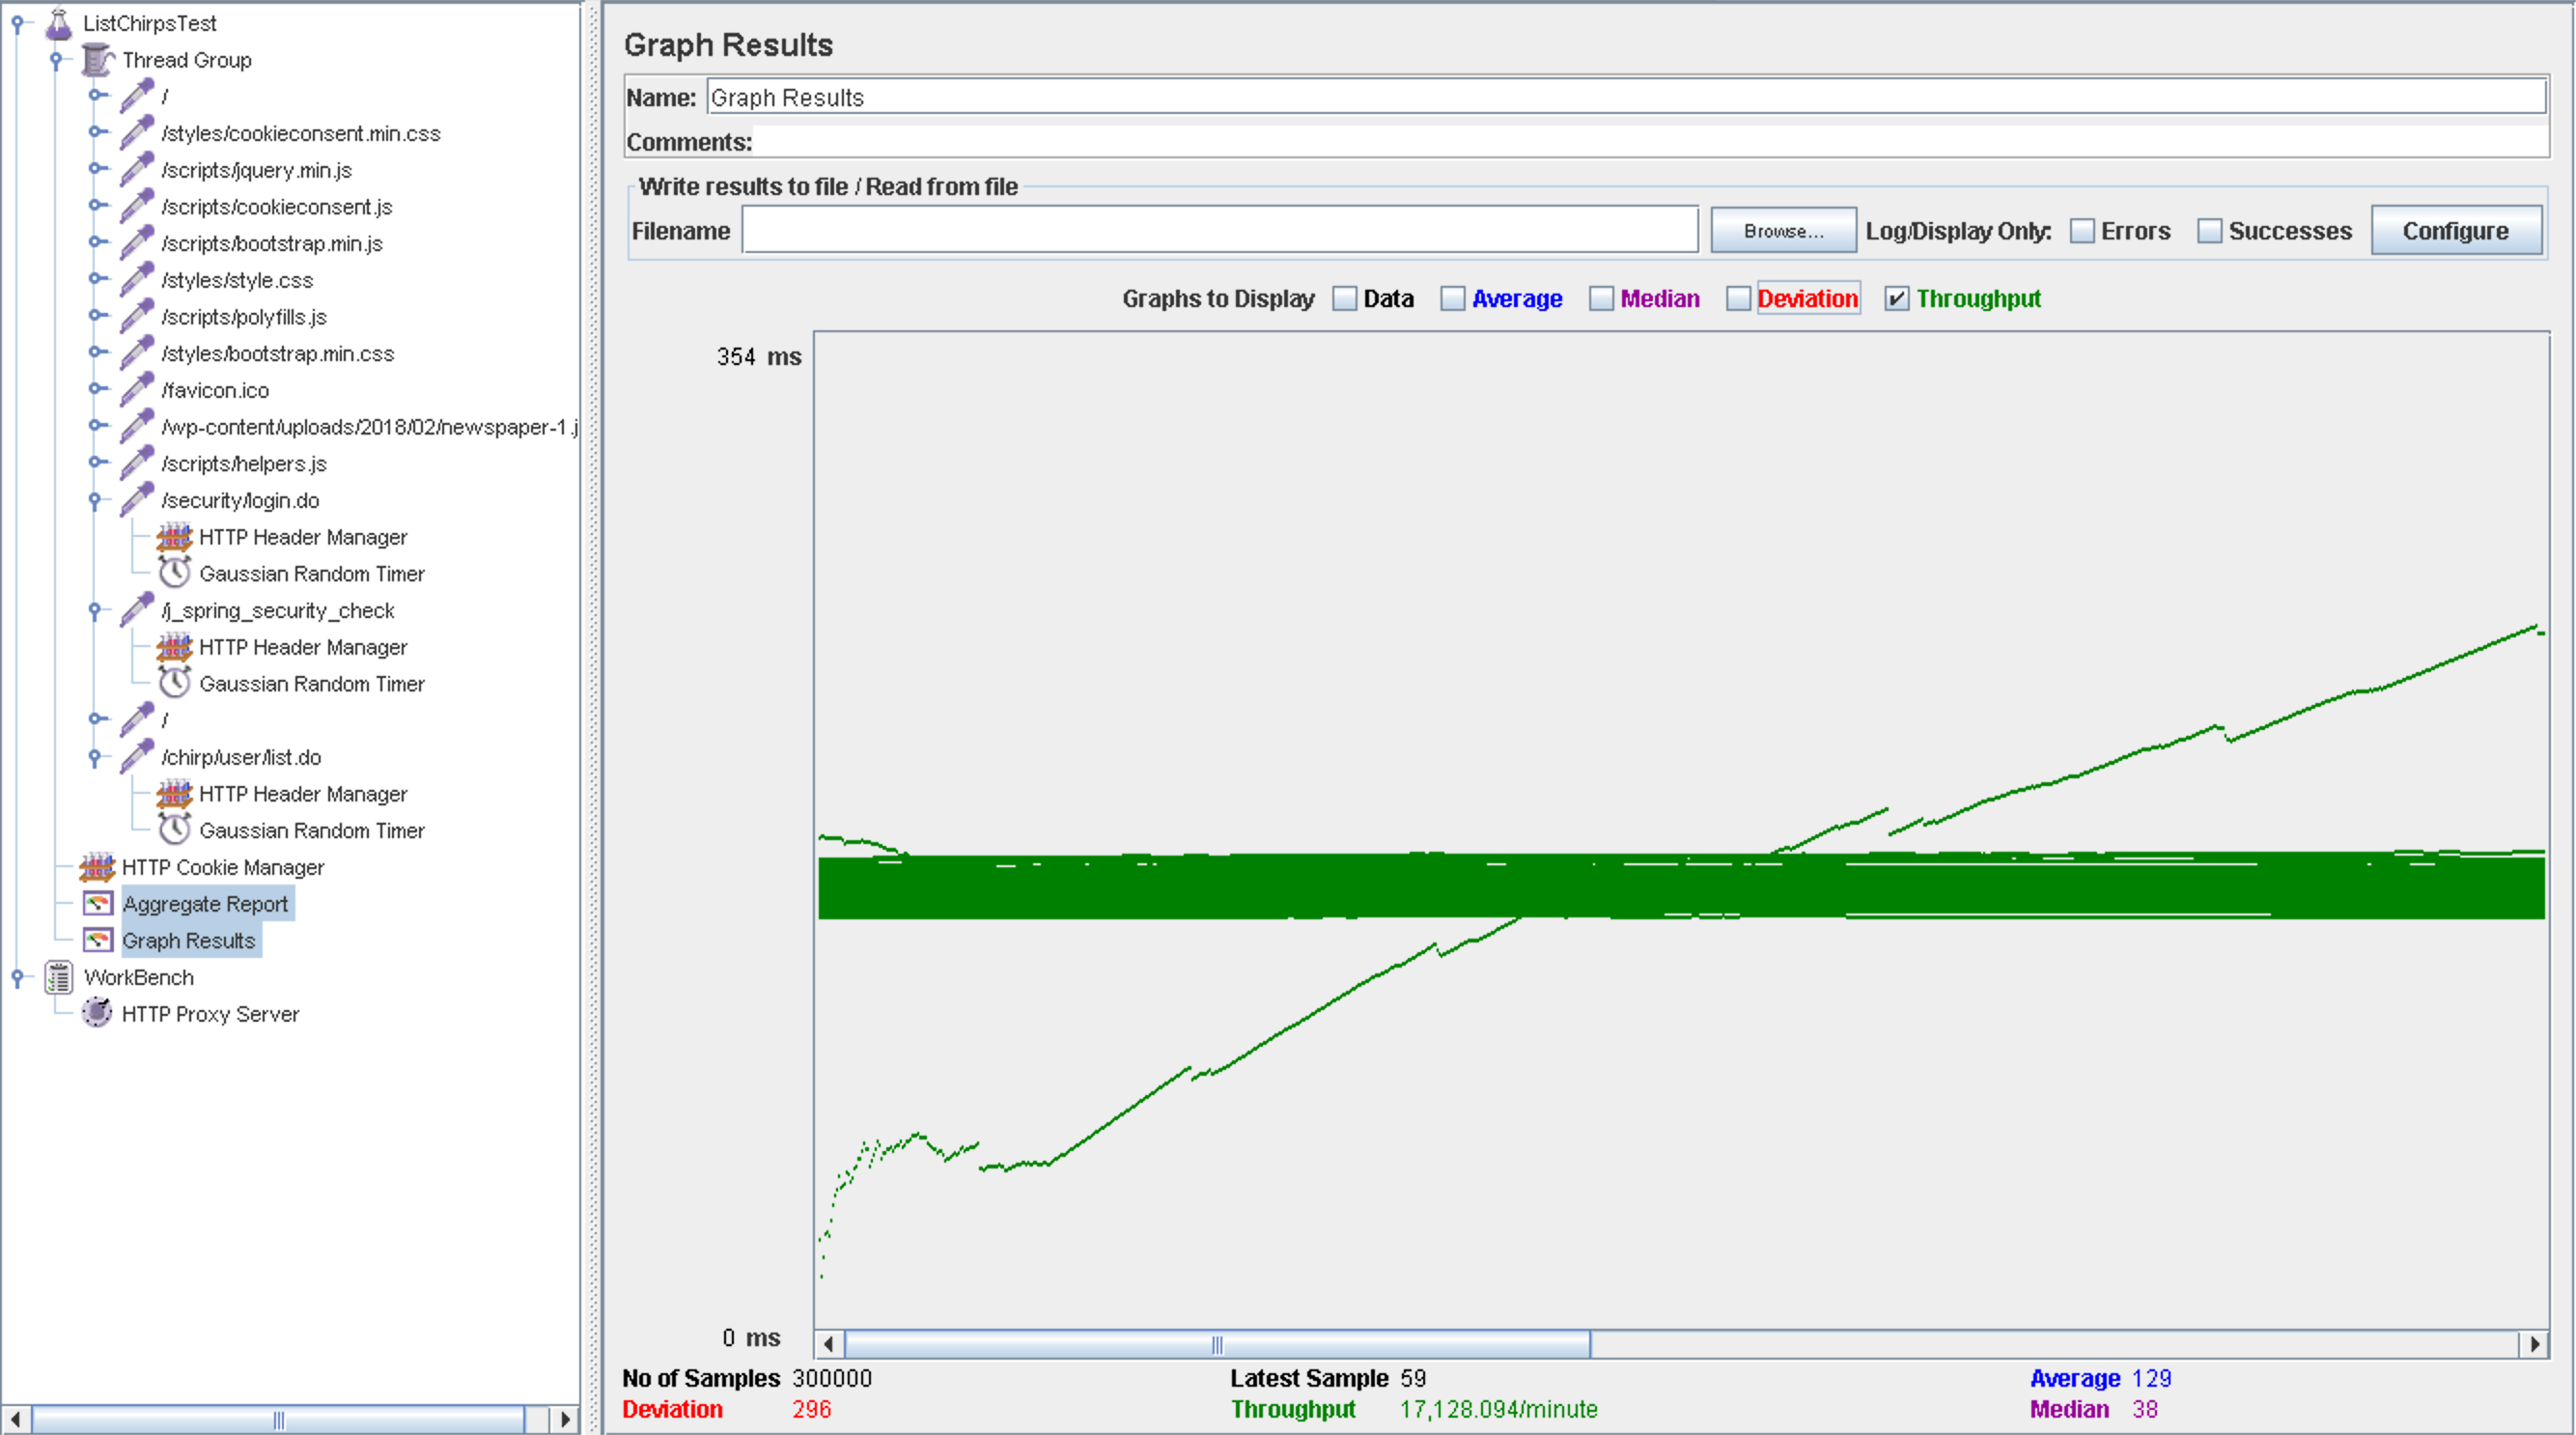 ListChirpsTest
Thread Group
/
/styles/cookieconsent.min.css
/scripts/jquery.min.js
/scripts/cookieconsent.js
/scripts/bootstrap.min.js
/styles/style.css
/scripts/polyfills.js
/styles/bootstrap.min.css
/favicon.ico
/wp-content/uploads/2018/02/newspaper-1.j
/scripts/helpers.js
/security/login.do
HTTP Header Manager
Gaussian Random Timer
/j_spring_security_check
HTTP Header Manager
Gaussian Random Timer
/
/chirp/user/list.do
HTTP Header Manager
Gaussian Random Timer
HTTP Cookie Manager
Aggregate Report
Graph Results
WorkBench
HTTP Proxy Server
Graph Results
Name: Graph Results
Comments:
Write results to file / Read from file
Filename Browse... Log/Display Only: Errors Successes Configure
Graphs to Display Data Average Median Deviation Throughput
354 ms
0 ms
No of Samples 300000 Latest Sample 59 Average 129
Deviation 296 Throughput 17,128.094/minute Median 38